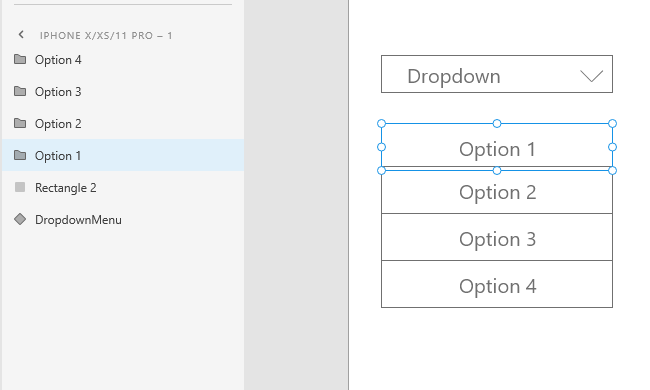 IPHONE X/XS/11 PRO – 1
Option 4
Option 3
Option 2
Option 1
Rectangle 2
DropdownMenu
Dropdown
Option 1
Option 2
Option 3
Option 4